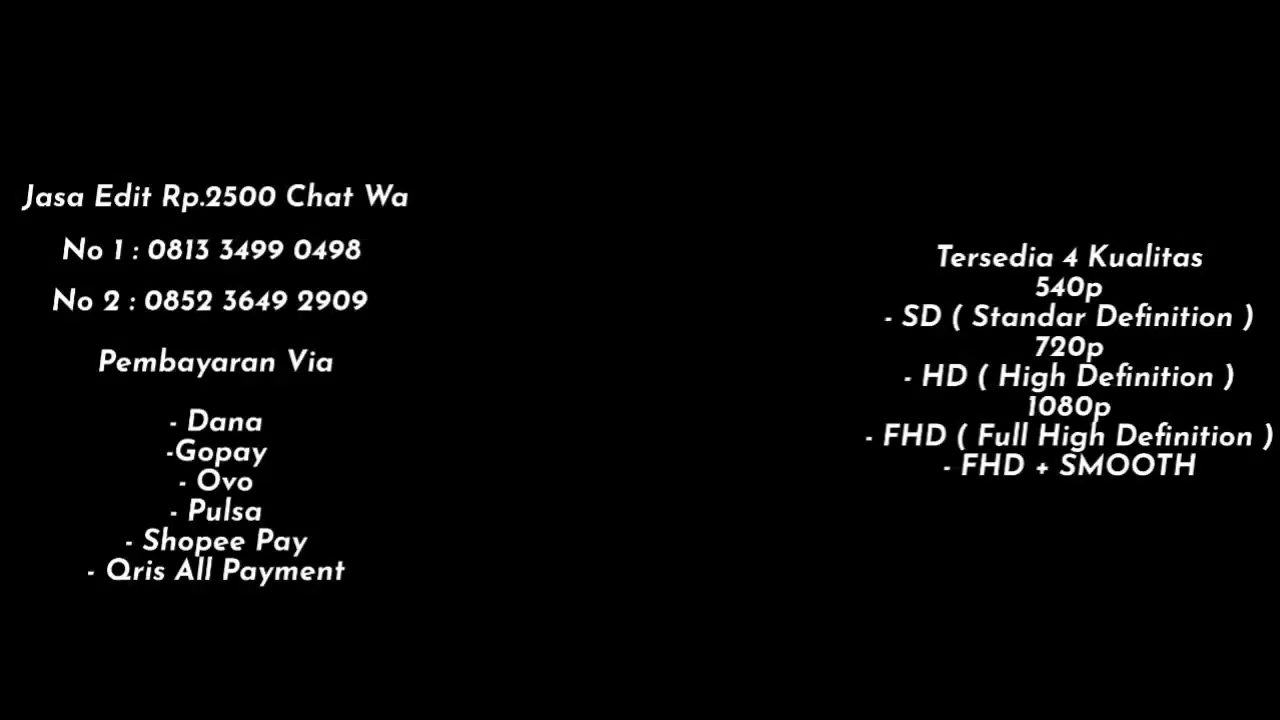 Jasa Edit Rp.2500 Chat Wa
No 1 : 0813 3499 0498
No 2 : 0852 3649 2909
Pembayaran Via
- Dana
-Gopay
- Ovo
- Pulsa
- Shopee Pay
- Qris All Payment
Tersedia 4 Kualitas
540p
- SD ( Standar Definition )
720p
- HD ( High Definition )
1080p
- FHD ( Full High Definition )
- FHD + SMOOTH